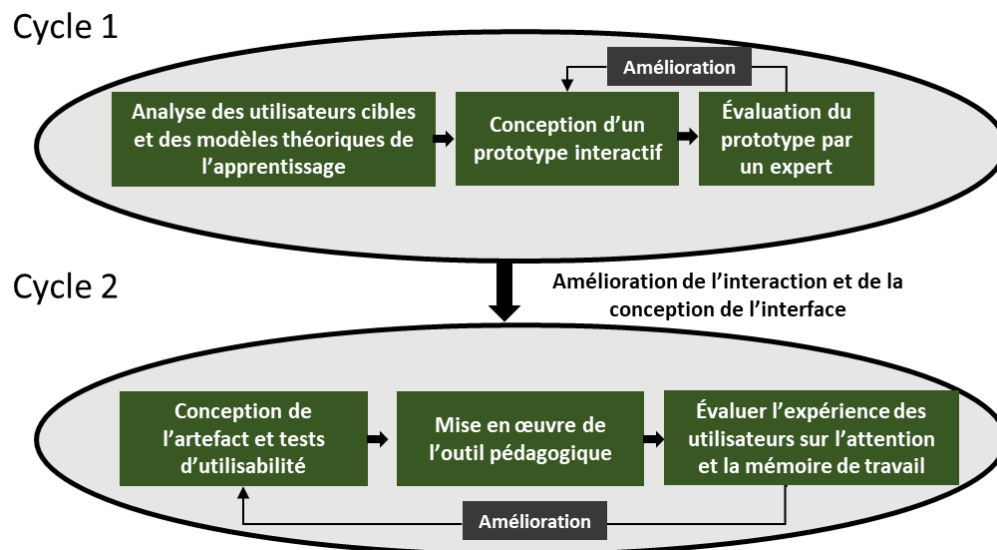 Cycle 1
Amélioration
Analyse des utilisateurs cibles
et des modèles théoriques de
l’apprentissage
Conception d’un
prototype interactif
Évaluation du
prototype par
un expert
Cycle 2
Amélioration de l’interaction et de la
conception de l’interface
Conception de
l’artefact et tests
d’utilisabilité
Mise en œuvre de
l’outil pédagogique
Évaluer l’expérience des
utilisateurs sur l’attention
et la mémoire de travail
Amélioration